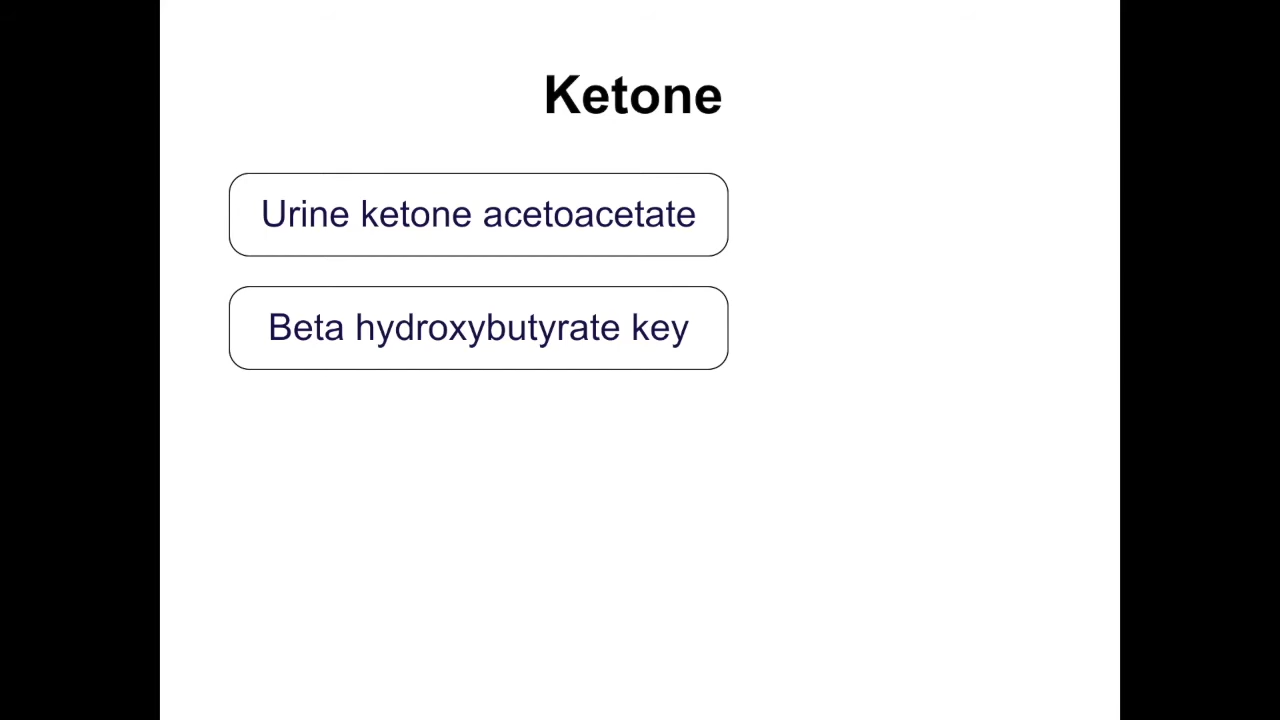 Ketone
Urine ketone acetoacetate
Beta hydroxybutyrate key